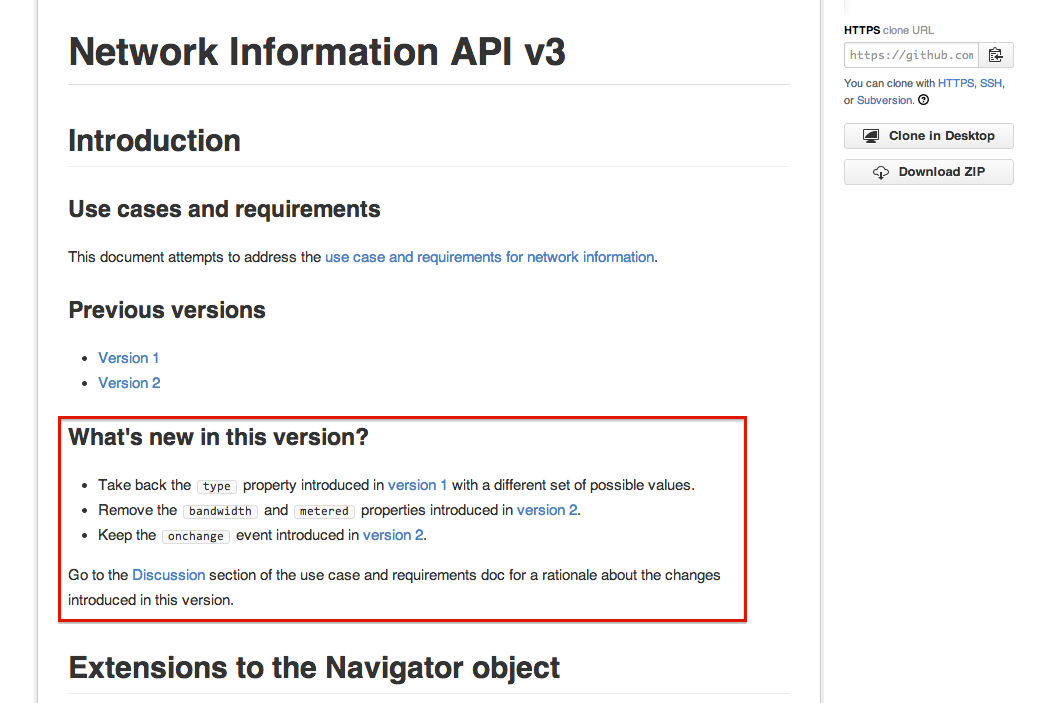 Network Information API v3
Introduction
Use cases and requirements
This document attempts to address the use case and requirements for network information.
Previous versions
Version 1
Version 2
What's new in this version?
Take back the type property introduced in version 1 with a different set of possible values.
Remove the bandwidth and metered properties introduced in version 2.
Keep the onchange event introduced in version 2.
Go to the Discussion section of the use case and requirements doc for a rationale about the changes
introduced in this version.
Extensions to the Navigator object
HTTPS clone URL
https://github.com
You can clone with HTTPS, SSH,
or Subversion.
Clone in Desktop
Download ZIP